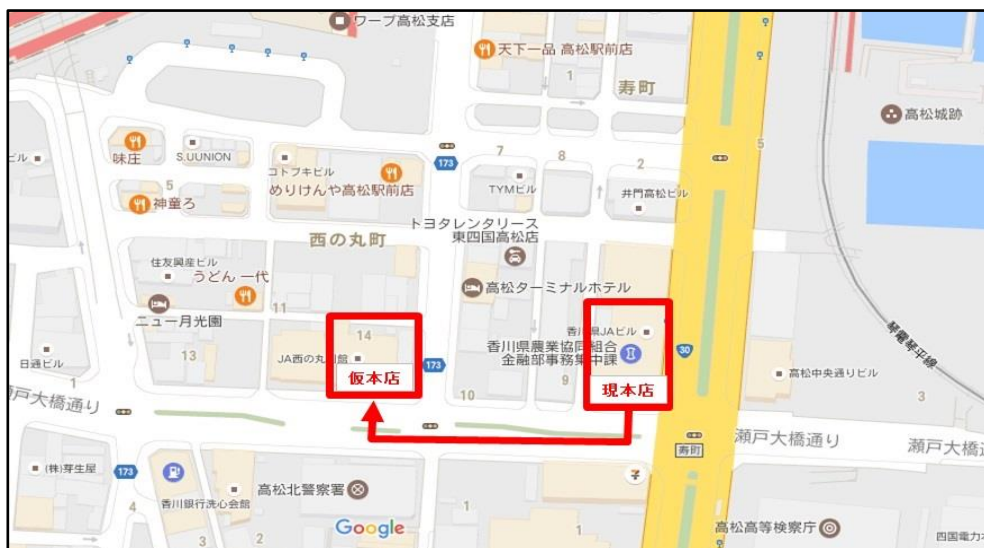 ワープ高松支店
天下一品 高松駅前店
1
寿町
高松城跡
味庄
S.UUNION
コトブキビル
めりけんや高松駅前店
173
7
8
2
5
ビル
5
神童ろ
TYMビル
井門高松ビル
トヨタレンタリース
東四国高松店
西の丸町
住友興産ビル
うどん 一代
高松ターミナルホテル
ニュー月光園
11
14
香川県JAビル
香川県農業協同組合
金融部事務集中課
30
琴電琴平線
日通ビル
13
JA西の丸会館
173
仮本店
現本店
高松中央通りビル
1
10
9
3
瀬戸大橋通り
瀬戸大橋通り
瀬戸大橋通
寿町
(株)芽生屋
173
香川銀行洗心会館
高松北警察署
4
3
2
1
1
Google
高松高等検察庁
四国電力